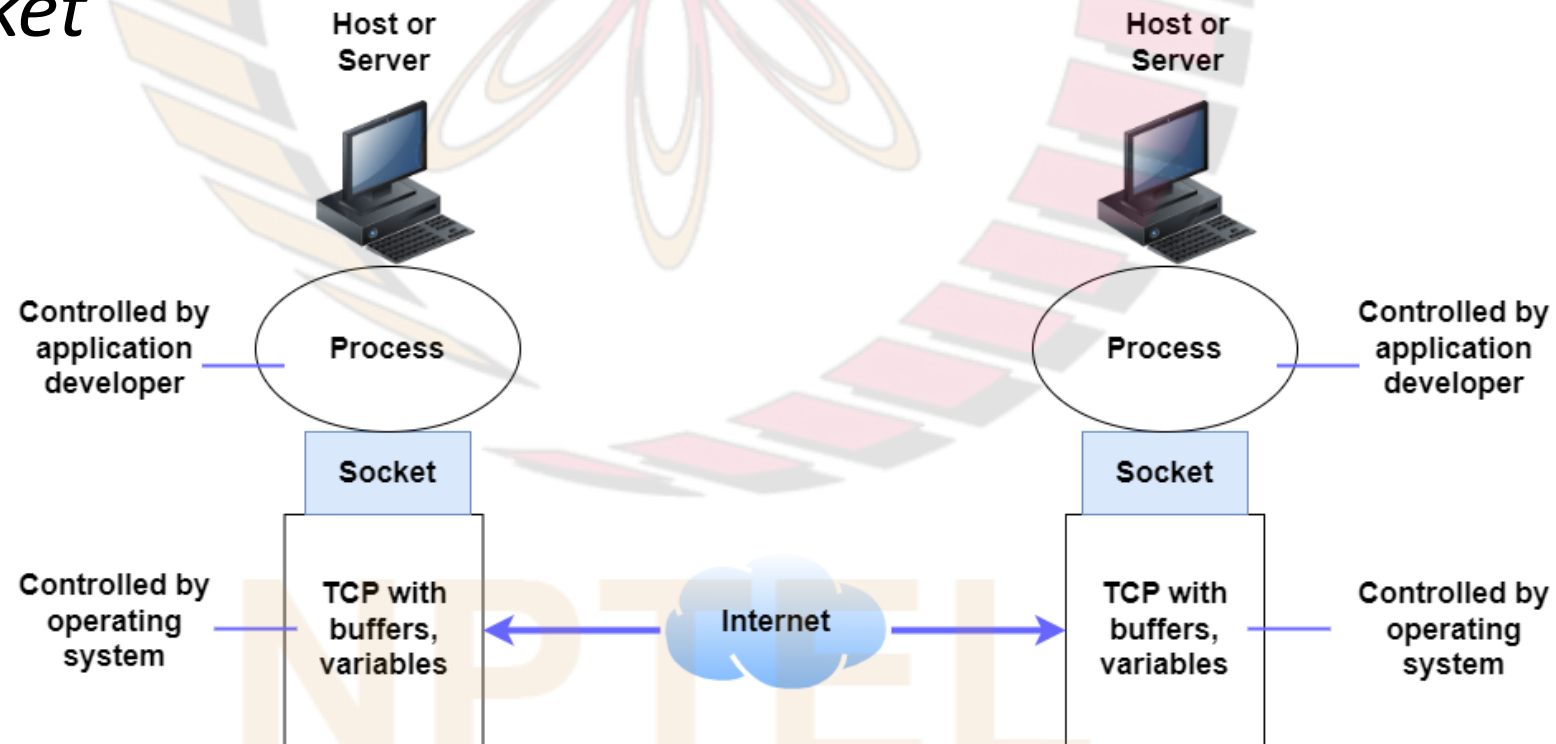 ket
Host or
Server
Host or
Server
Controlled by
application
developer
Process
Process
Controlled by
application
developer
Socket
Socket
Controlled by
operating
system
TCP with
buffers,
variables
Internet
TCP with
buffers,
variables
Controlled by
operating
system
NPTEL